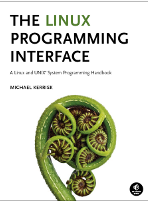 THE LINUX
PROGRAMMING
INTERFACE
A Linux and UNIX® System Programming Handbook
MICHAEL KERRISK